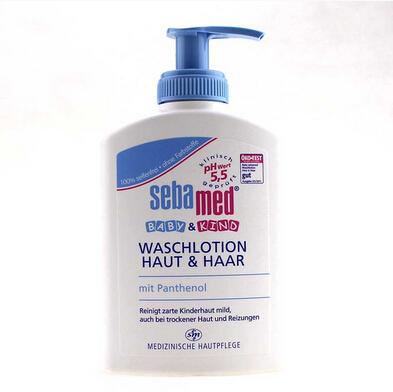 100% seifenfrei • ohne Farbstoffe
klinisch
pH Wert
5,5
geprüft
ÖKO-TEST
gut
sebamed®
BABY & KIND
WASCHLOTION
HAUT & HAAR
mit Panthenol
Reinigt zarte Kinderhaut mild,
auch bei trockener Haut und Reizungen
sm
MEDIZINISCHE HAUTPFLEGE